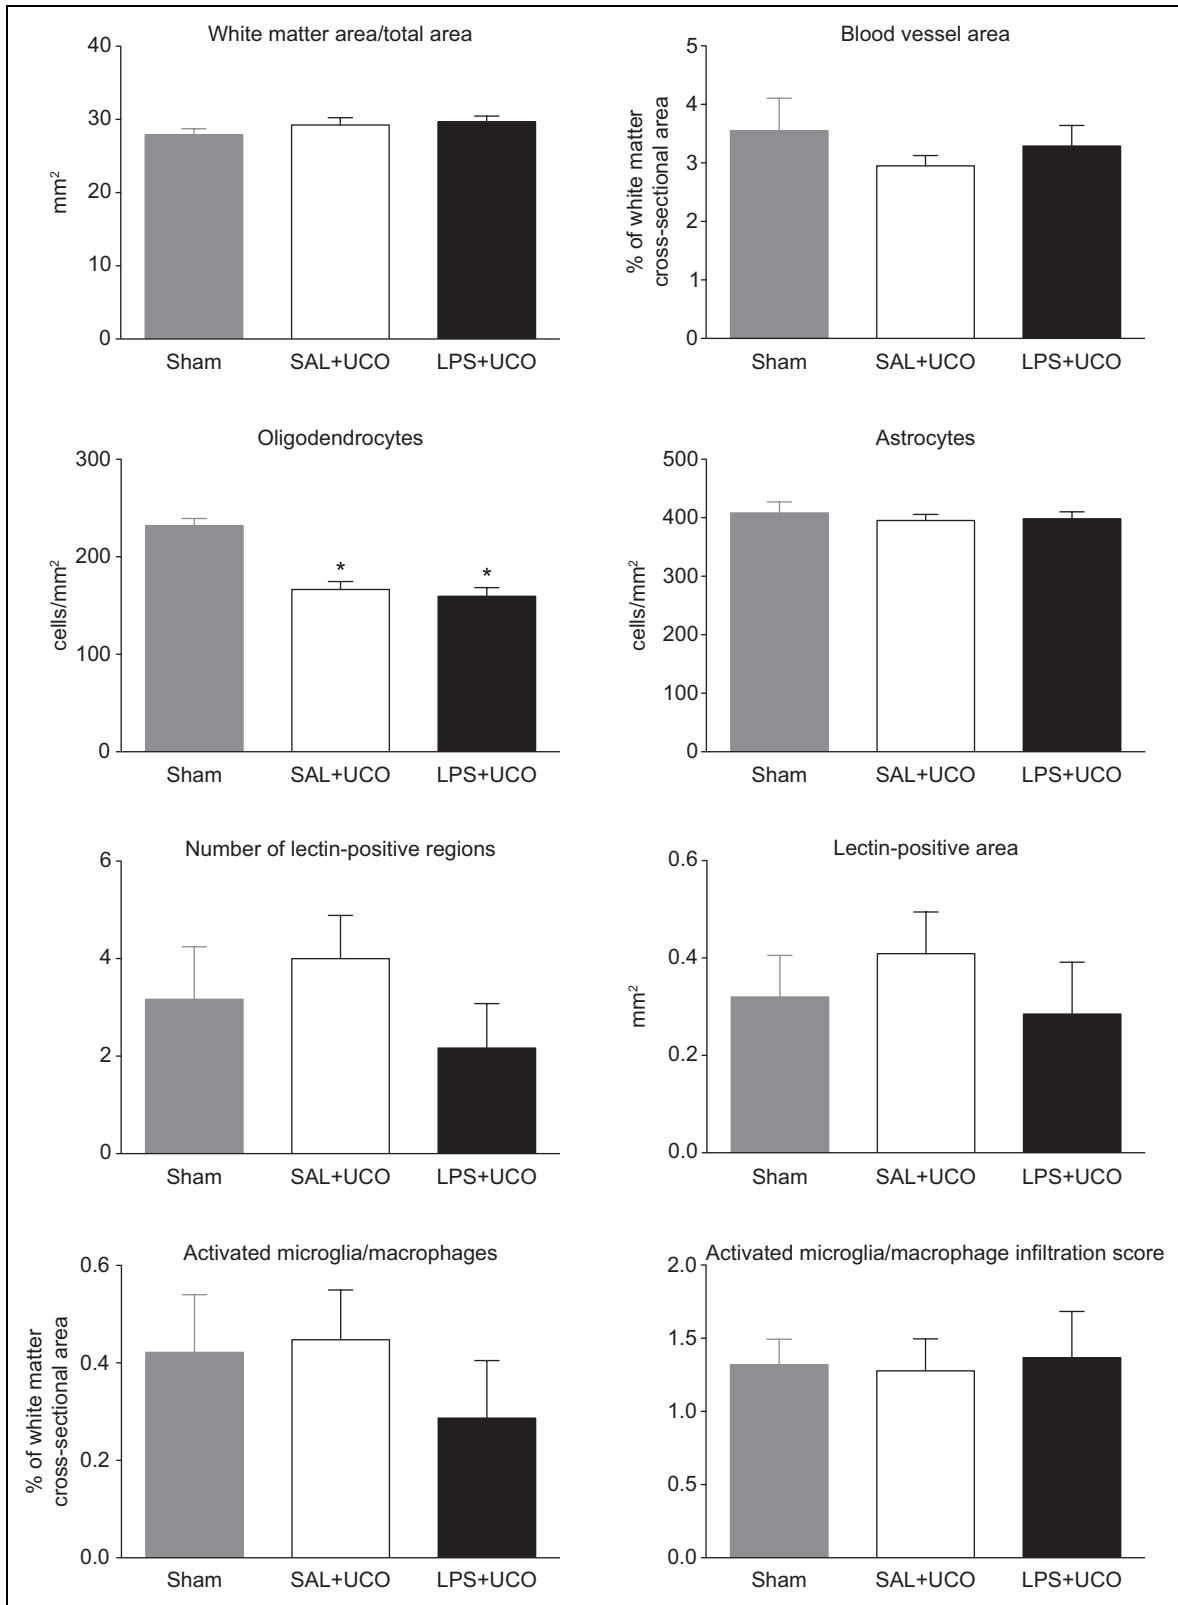 White matter area/total area
40
30
20
10
0
mm²
Sham SAL+UCO LPS+UCO
Blood vessel area
5
4
3
2
1
0
% of white matter
cross-sectional area
Sham SAL+UCO LPS+UCO
Oligodendrocytes
300
200
100
0
cells/mm²
* *
Sham SAL+UCO LPS+UCO
Astrocytes
500
400
300
200
100
0
cells/mm²
Sham SAL+UCO LPS+UCO
Number of lectin-positive regions
6
4
2
0
Sham SAL+UCO LPS+UCO
Lectin-positive area
0.6
0.4
0.2
0.0
mm²
Sham SAL+UCO LPS+UCO
Activated microglia/macrophages
0.6
0.4
0.2
0.0
% of white matter
cross-sectional area
Sham SAL+UCO LPS+UCO
Activated microglia/macrophage infiltration score
2.0
1.5
1.0
0.5
0.0
Sham SAL+UCO LPS+UCO